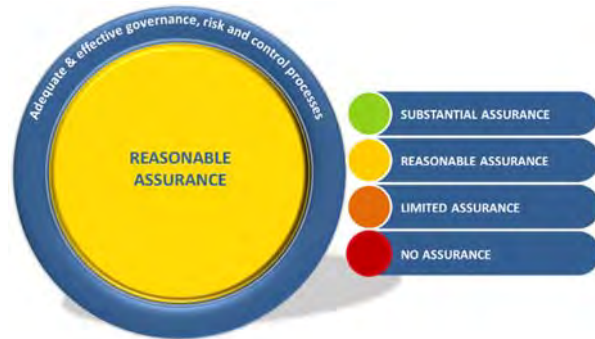 Adequate & effective governance, risk and control processes
REASONABLE
ASSURANCE
SUBSTANTIAL ASSURANCE
REASONABLE ASSURANCE
LIMITED ASSURANCE
NO ASSURANCE